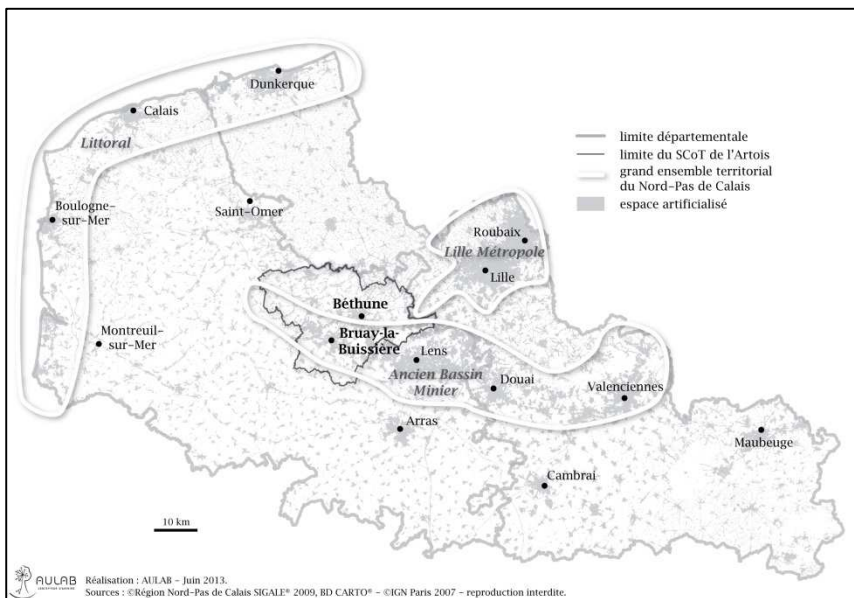 Dunkerque
Calais
Littoral
limite départementale
limite du SCoT de l'Artois
grand ensemble territorial
du Nord-Pas de Calais
espace artificialisé
Boulogne-
sur-Mer
Saint-Omer
Roubaix
Lille Métropole
Lille
Béthune
Bruay-la-
Buissière
Montreuil-
sur-Mer
Lens
Ancien Bassin
Minier
Douai
Valenciennes
Arras
Maubeuge
Cambrai
10 km
AULAB
Réalisation : AULAB - Juin 2013.
Sources : ©Région Nord-Pas de Calais SIGALE® 2009, BD CARTO® - ©IGN Paris 2007 - reproduction interdite.